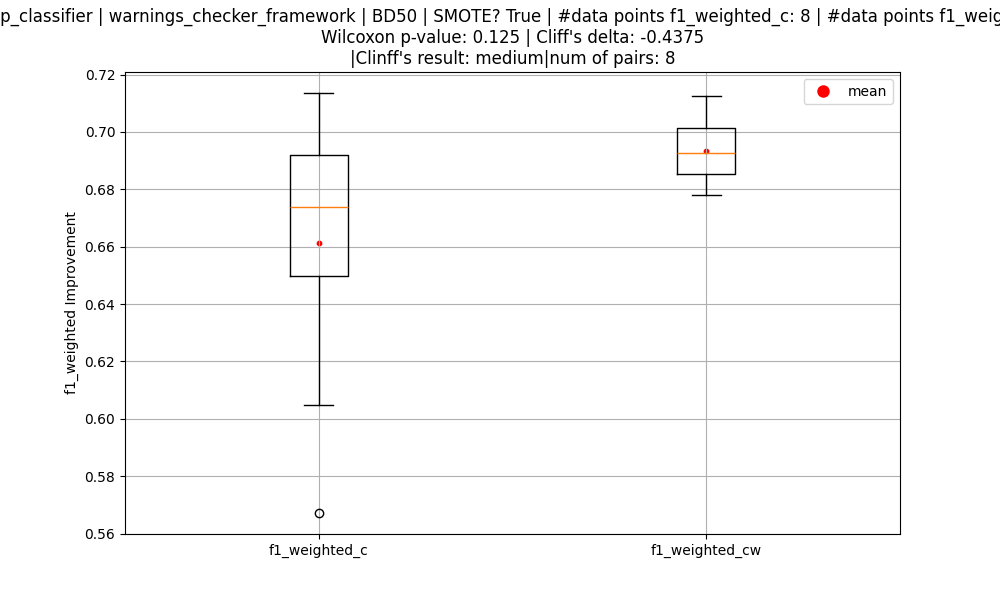 p_classifier | warnings_checker_framework | BD50 | SMOTE? True | #data points f1_weighted_c: 8 | #data points f1_weig
Wilcoxon p-value: 0.125 | Cliff's delta: -0.4375
|Clinff's result: medium|num of pairs: 8
mean
0.72
0.70
0.68
0.66
0.64
0.62
0.60
0.58
0.56
f1_weighted Improvement
f1_weighted_c
f1_weighted_cw